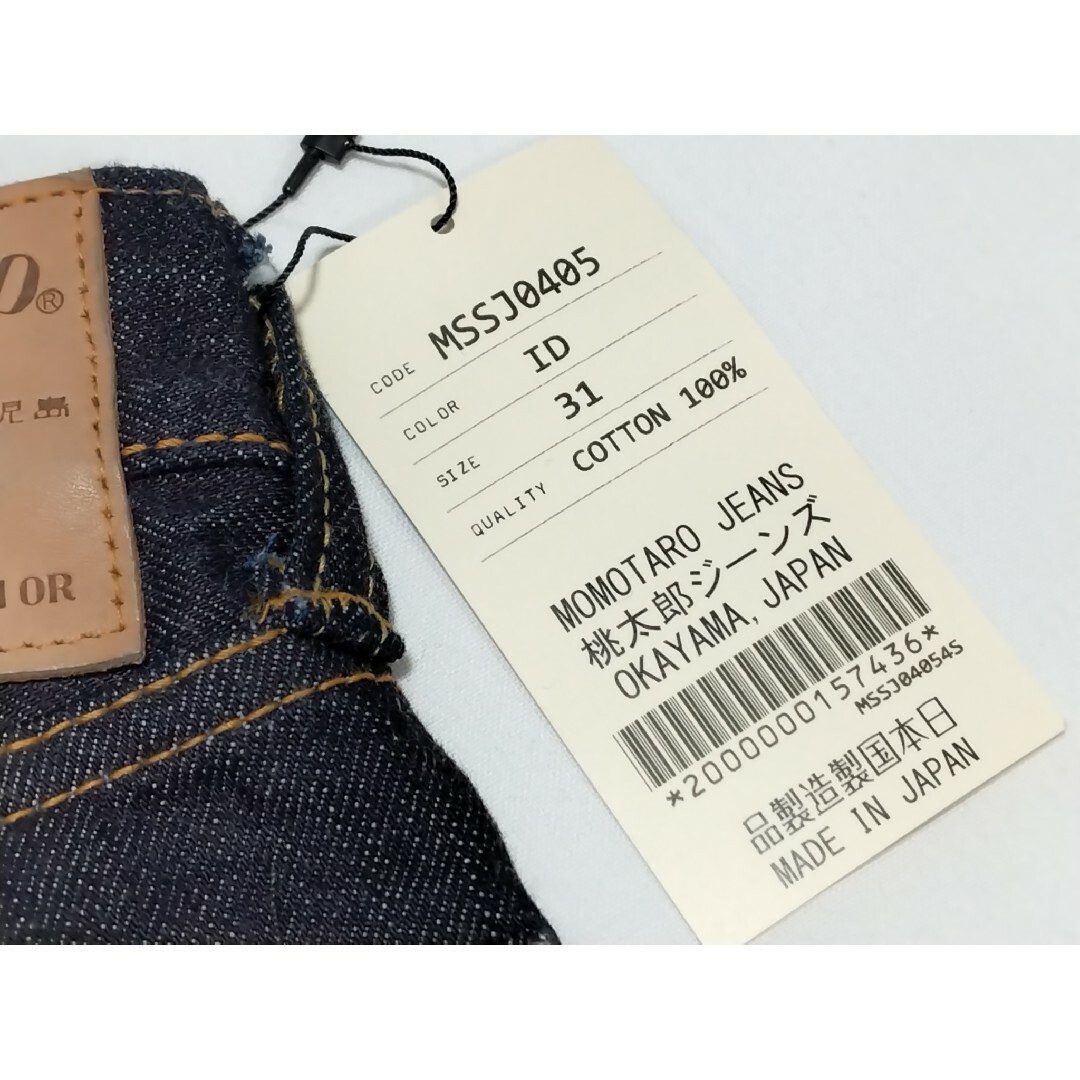 O®
児島
OR
CODE MSSJ0405
COLOR ID
SIZE 31
QUALITY COTTON 100%
MOMOTARO JEANS
桃太郎ジーンズ
OKAYAMA, JAPAN
*2000000157436*
MSSJ04054S
品製造製国本日
MADE IN JAPAN